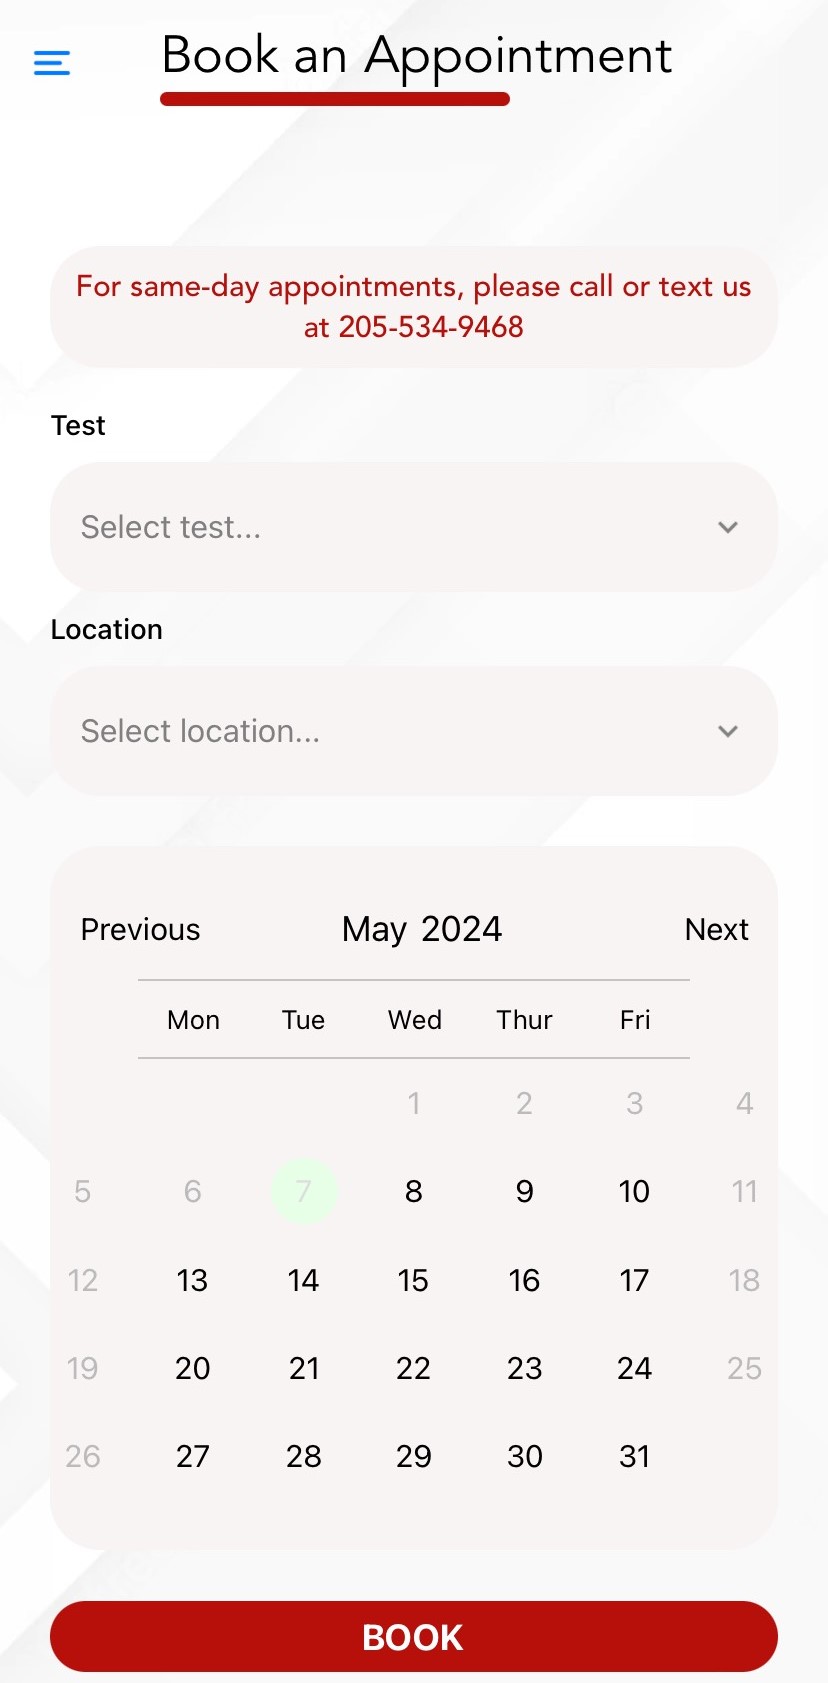 Book an Appointment
For same-day appointments, please call or text us
at 205-534-9468
Test
Select test...
Location
Select location...
Previous May 2024 Next
Mon Tue Wed Thur Fri
1 2 3 4
5 6 7 8 9 10 11
12 13 14 15 16 17 18
19 20 21 22 23 24 25
26 27 28 29 30 31
BOOK